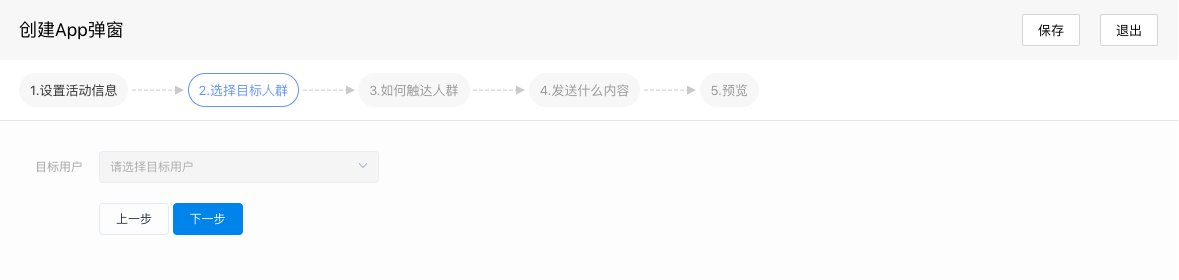 创建App弹窗
保存
退出
1.设置活动信息
2.选择目标人群
3.如何触达人群
4.发送什么内容
5.预览
目标用户
请选择目标用户
上一步
下一步